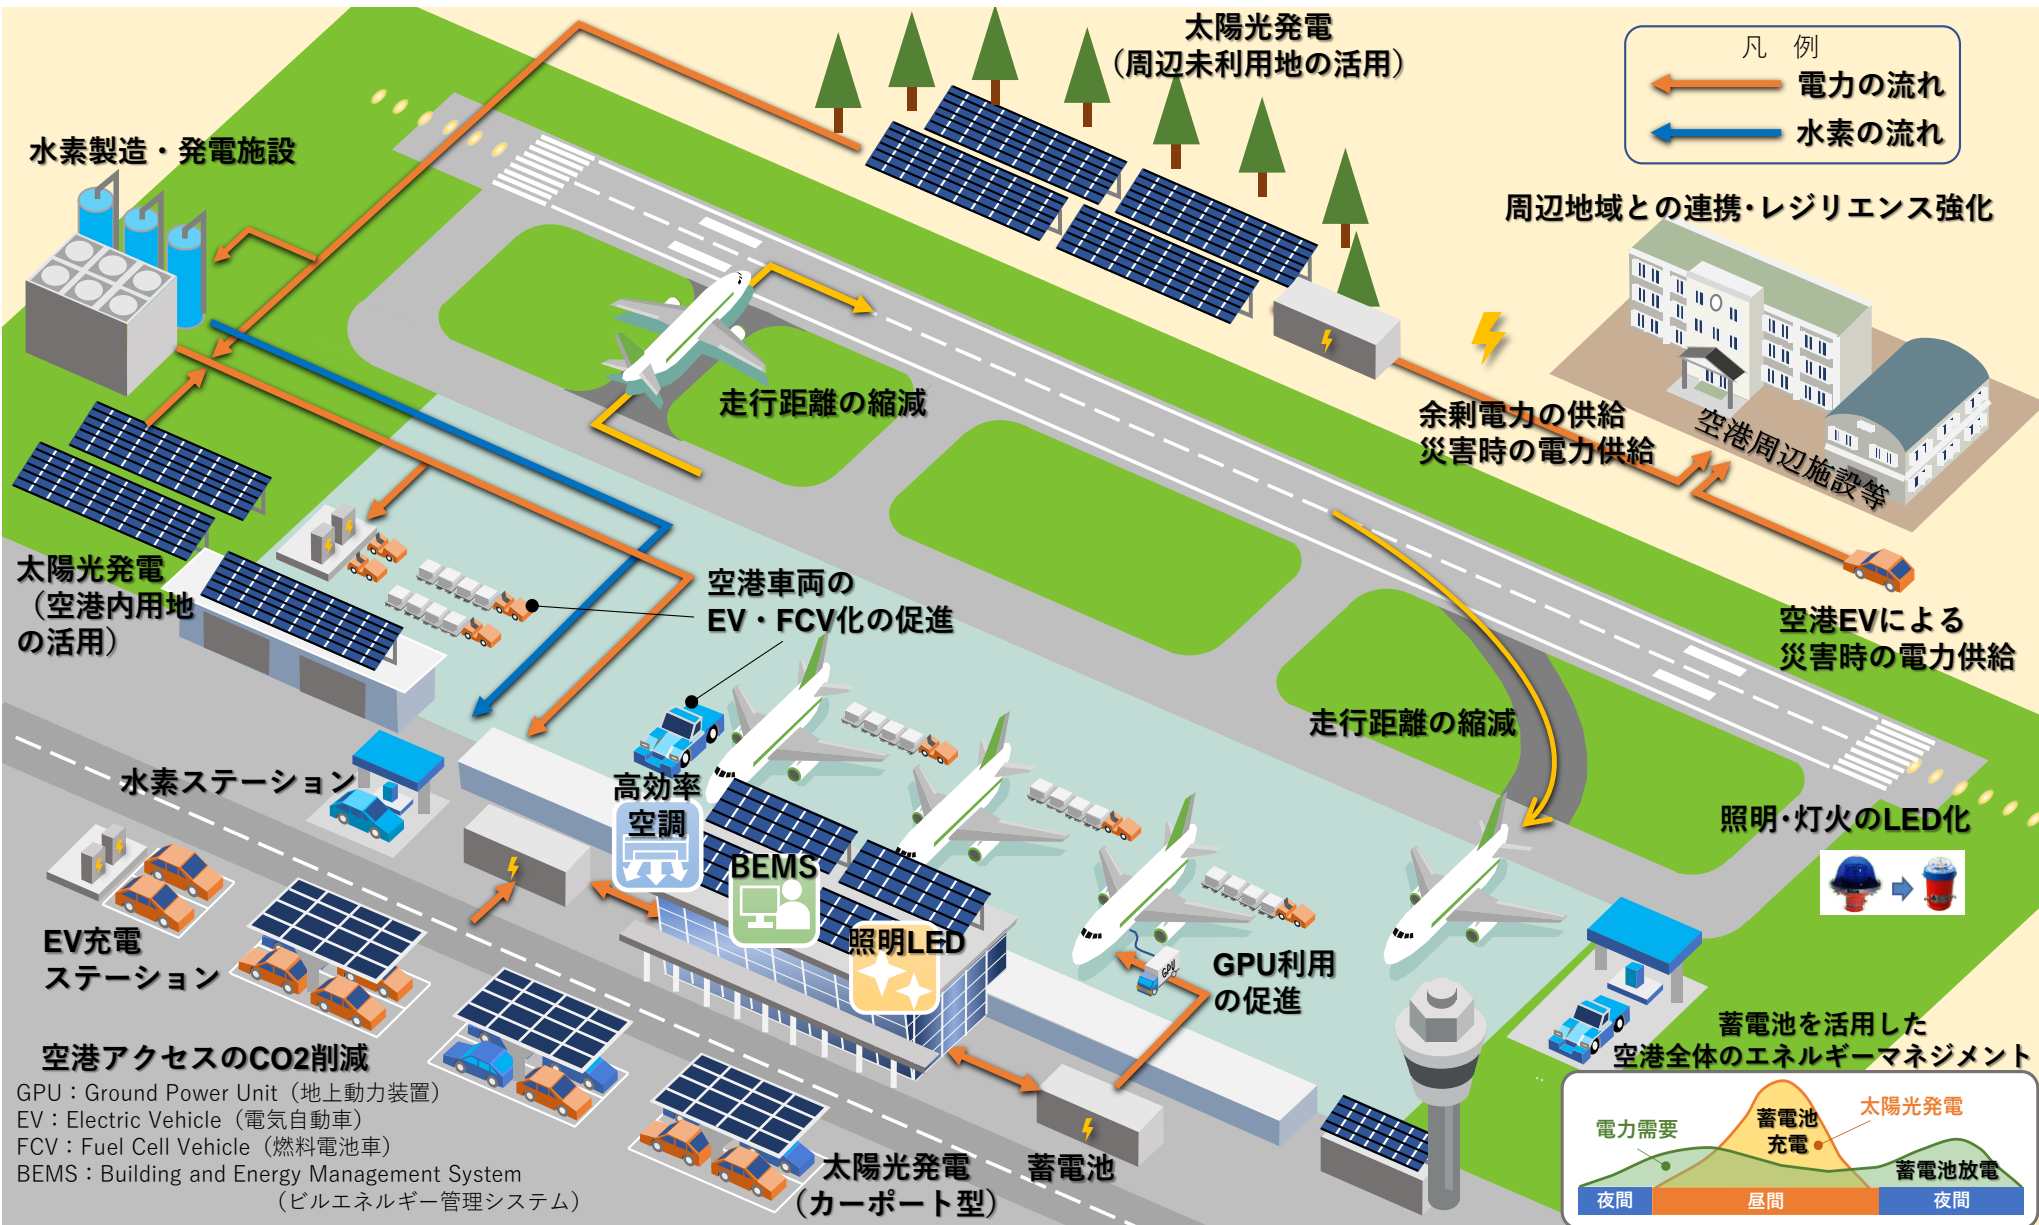 太陽光発電
（周辺未利用地の活用）
凡　例
電力の流れ
水素の流れ
水素製造・発電施設
周辺地域との連携･レジリエンス強化
走行距離の縮減
余剰電力の供給
災害時の電力供給
空港周辺施設等
太陽光発電
（空港内用地
の活用）
空港車両の
EV・FCV化の促進
空港EVによる
災害時の電力供給
走行距離の縮減
水素ステーション
高効率
空調
BEMS
照明LED
照明･灯火のLED化
EV充電
ステーション
GPU
GPU利用
の促進
空港アクセスのCO2削減
GPU：Ground Power Unit（地上動力装置）
EV：Electric Vehicle（電気自動車）
FCV：Fuel Cell Vehicle（燃料電池車）
BEMS：Building and Energy Management System
（ビルエネルギー管理システム）
太陽光発電
（カーポート型）
蓄電池
蓄電池を活用した
空港全体のエネルギーマネジメント
電力需要
蓄電池
充電
太陽光発電
蓄電池放電
夜間
昼間
夜間